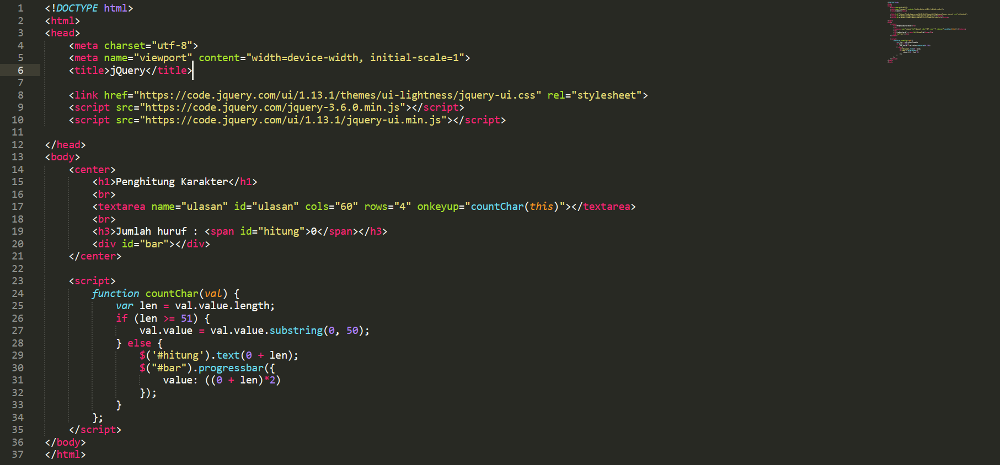 1 <!DOCTYPE html>
2 <html>
3 <head>
4     <meta charset="utf-8">
5     <meta name="viewport" content="width=device-width, initial-scale=1">
6     <title>jQuery</title>
7
8     <link href="https://code.jquery.com/ui/1.13.1/themes/ui-lightness/jquery-ui.css" rel="stylesheet">
9     <script src="https://code.jquery.com/jquery-3.6.0.min.js"></script>
10     <script src="https://code.jquery.com/ui/1.13.1/jquery-ui.min.js"></script>
11
12 </head>
13 <body>
14     <center>
15         <h1>Penghitung Karakter</h1>
16         <br>
17         <textarea name="ulasan" id="ulasan" cols="60" rows="4" onkeyup="countChar(this)"></textarea>
18         <br>
19         <h3>Jumlah huruf : <span id="hitung">0</span></h3>
20         <div id="bar"></div>
21     </center>
22
23     <script>
24         function countChar(val) {
25             var len = val.value.length;
26             if (len >= 51) {
27                 val.value = val.value.substring(0, 50);
28             } else {
29                 $('#hitung').text(0 + len);
30                 $("#bar").progressbar({
31                     value: ((0 + len)*2)
32                 });
33             }
34         };
35     </script>
36 </body>
37 </html>